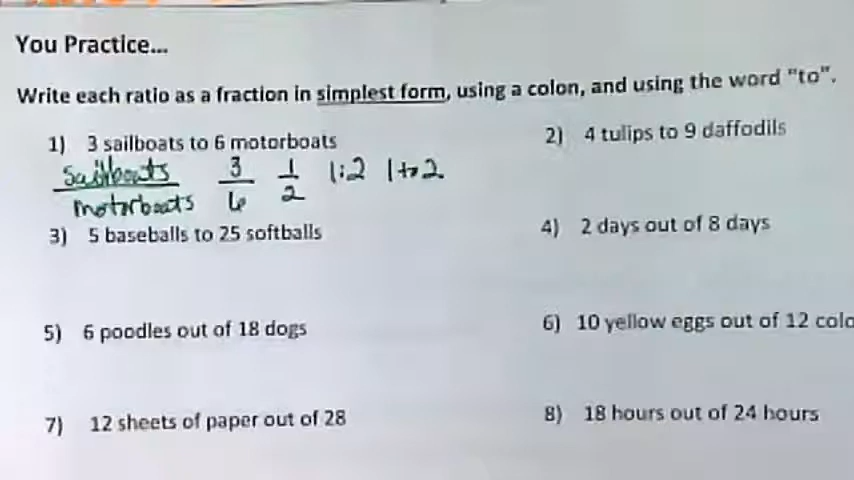 You Practice...
Write each ratio as a fraction in simplest form, using a colon, and using the word "to".
1) 3 sailboats to 6 motorboats
2) 4 tulips to 9 daffodils
sailboats 3 1 1:2 1 to 2
motorboats 6 2
3) 5 baseballs to 25 softballs
4) 2 days out of 8 days
5) 6 poodles out of 18 dogs
6) 10 yellow eggs out of 12 colo
7) 12 sheets of paper out of 28
8) 18 hours out of 24 hours